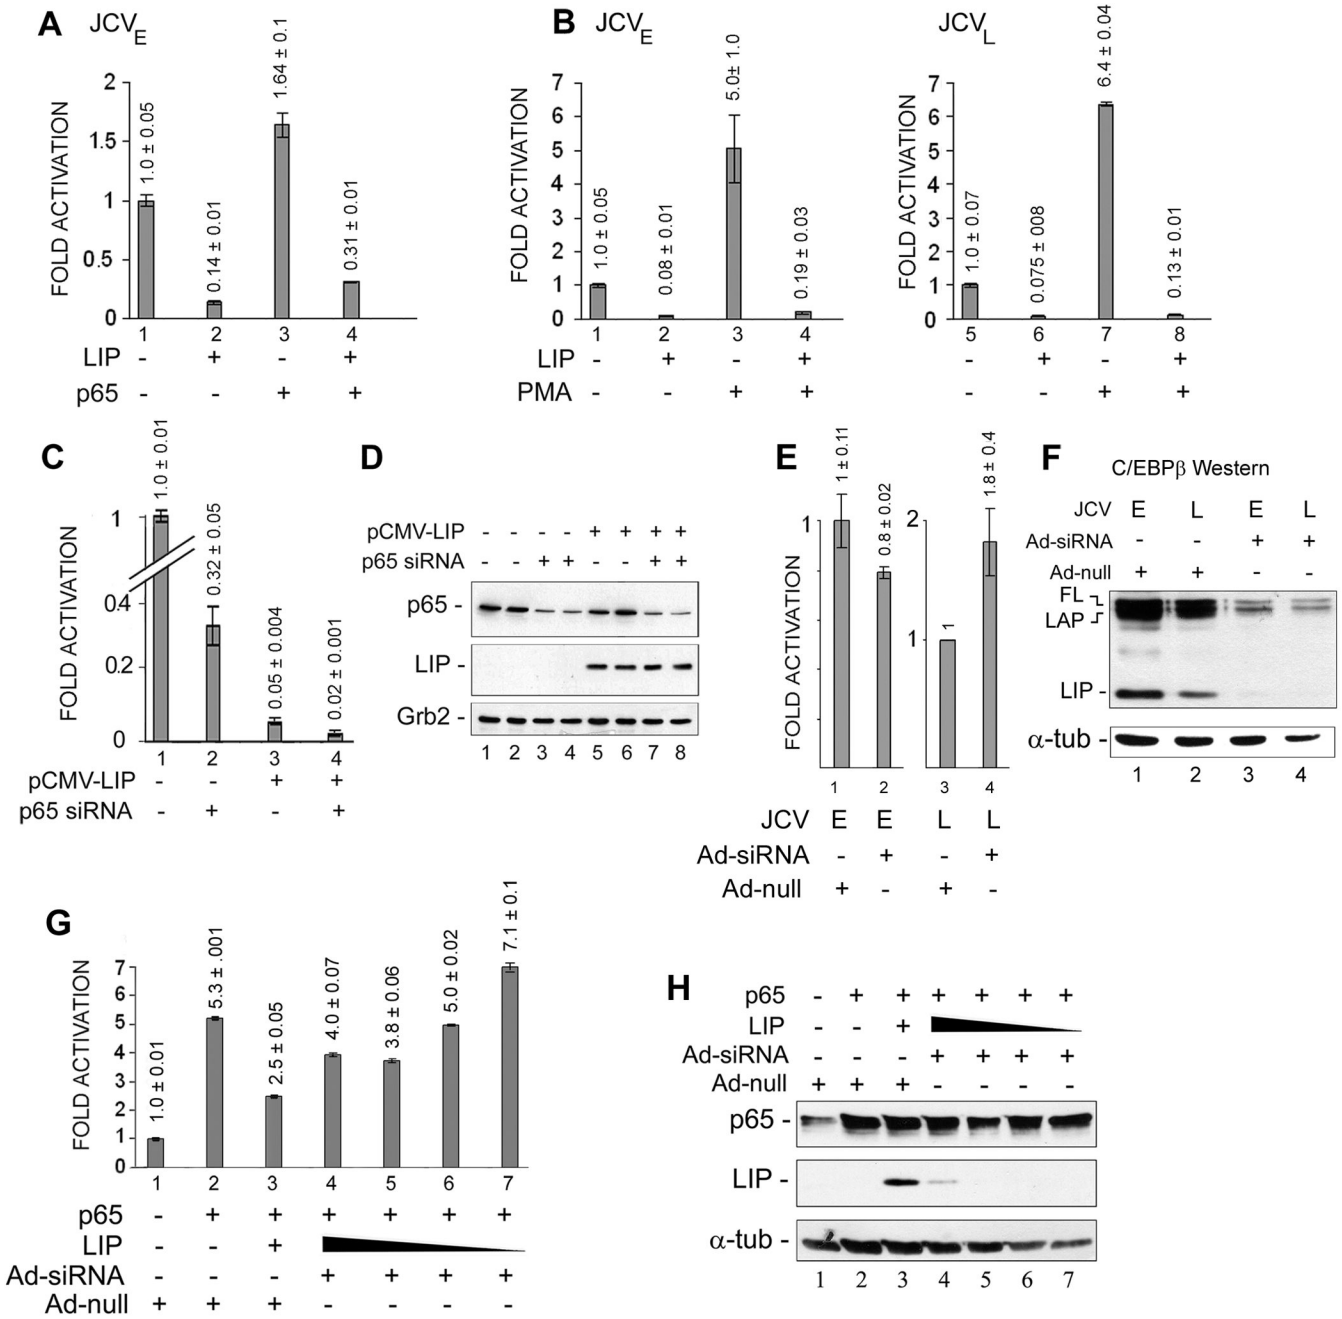 A JCVE
FOLD ACTIVATION
2
1.5
1
0.5
0
1.0 ± 0.05
0.14 ± 0.01
1.64 ± 0.1
0.31 ± 0.01
1 2 3 4
LIP - + - +
p65 - - + +
B JCVE
FOLD ACTIVATION
7
6
5
4
3
2
1
0
1.0 ± 0.05
0.08 ± 0.01
5.0± 1.0
0.19 ± 0.03
1 2 3 4
LIP - + - +
PMA - - + +
JCVL
FOLD ACTIVATION
7
6
5
4
3
2
1
0
1.0 ± 0.07
0.075 ± 008
6.4 ± 0.04
0.13 ± 0.01
5 6 7 8
- + - +
- - + +
C
FOLD ACTIVATION
1
0.4
0.2
0
1.0 ± 0.01
0.32 ± 0.05
0.05 ± 0.004
0.02 ± 0.001
1 2 3 4
pCMV-LIP - - + +
p65 siRNA - + - +
D
pCMV-LIP - - - - + + + +
p65 siRNA - - + + - - + +
p65 -
LIP -
Grb2 -
1 2 3 4 5 6 7 8
E
FOLD ACTIVATION
1
1 ± 0.11
0.8 ± 0.02
2
1
1
1.8± 0.4
1 2 3 4
JCV E E L L
Ad-siRNA - + - +
Ad-null + - + -
F
C/EBPβ Western
JCV E L E L
Ad-siRNA - - + +
Ad-null + + - -
FL
LAP
LIP -
α-tub -
1 2 3 4
G
FOLD ACTIVATION
7
6
5
4
3
2
1
0
1.0 ± 0.01
5.3 ± .001
2.5 ± 0.05
4.0 ± 0.07
3.8 ± 0.06
5.0 ± 0.02
7.1 ± 0.1
1 2 3 4 5 6 7
p65 - + + + + + +
LIP - - +
Ad-siRNA - - - + + + +
Ad-null + + + - - - -
H
p65 - + + + + + +
LIP - - +
Ad-siRNA - - - + + + +
Ad-null + + + - - - -
p65 -
LIP -
α-tub -
1 2 3 4 5 6 7